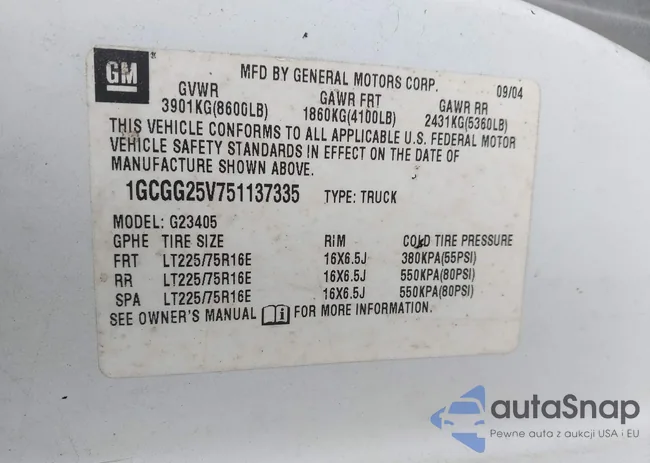 GM
MFD BY GENERAL MOTORS CORP. 09/04
GVWR GAWR FRT GAWR RR
3901KG(8600LB) 1860KG(4100LB) 2431KG(5360LB)
THIS VEHICLE CONFORMS TO ALL APPLICABLE U.S. FEDERAL MOTOR
VEHICLE SAFETY STANDARDS IN EFFECT ON THE DATE OF
MANUFACTURE SHOWN ABOVE.
1GCGG25V751137335 TYPE: TRUCK
MODEL: G23405
GPHE TIRE SIZE RIM COLD TIRE PRESSURE
FRT LT225/75R16E 16X6.5J 380KPA(55PSI)
RR LT225/75R16E 16X6.5J 550KPA(80PSI)
SPA LT225/75R16E 16X6.5J 550KPA(80PSI)
SEE OWNER'S MANUAL i FOR MORE INFORMATION.
autaSnap
Pewne auta z aukcji USA i EU